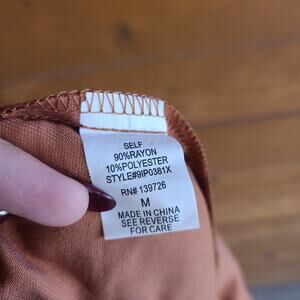 SELF
90%RAYON
10%POLYESTER
STYLE#9IP0381X
RN# 139726
M
MADE IN CHINA
SEE REVERSE
FOR CARE